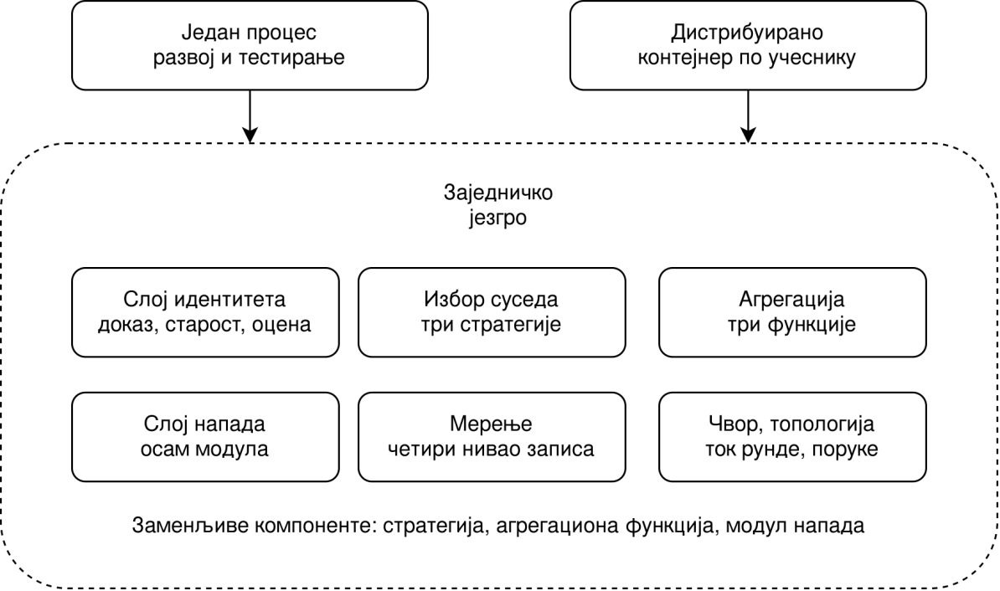 Један процес
развој и тестирање
Дистрибуирано
контејнер по учеснику
Заједничко
језгро
Слој идентитета
доказ, старост, оцена
Избор суседа
три стратегије
Агрегација
три функције
Слој напада
осам модула
Мерење
четири нивао записа
Чвор, топологија
ток рунде, поруке
Заменљиве компоненте: стратегија, агрегациона функција, модул напада